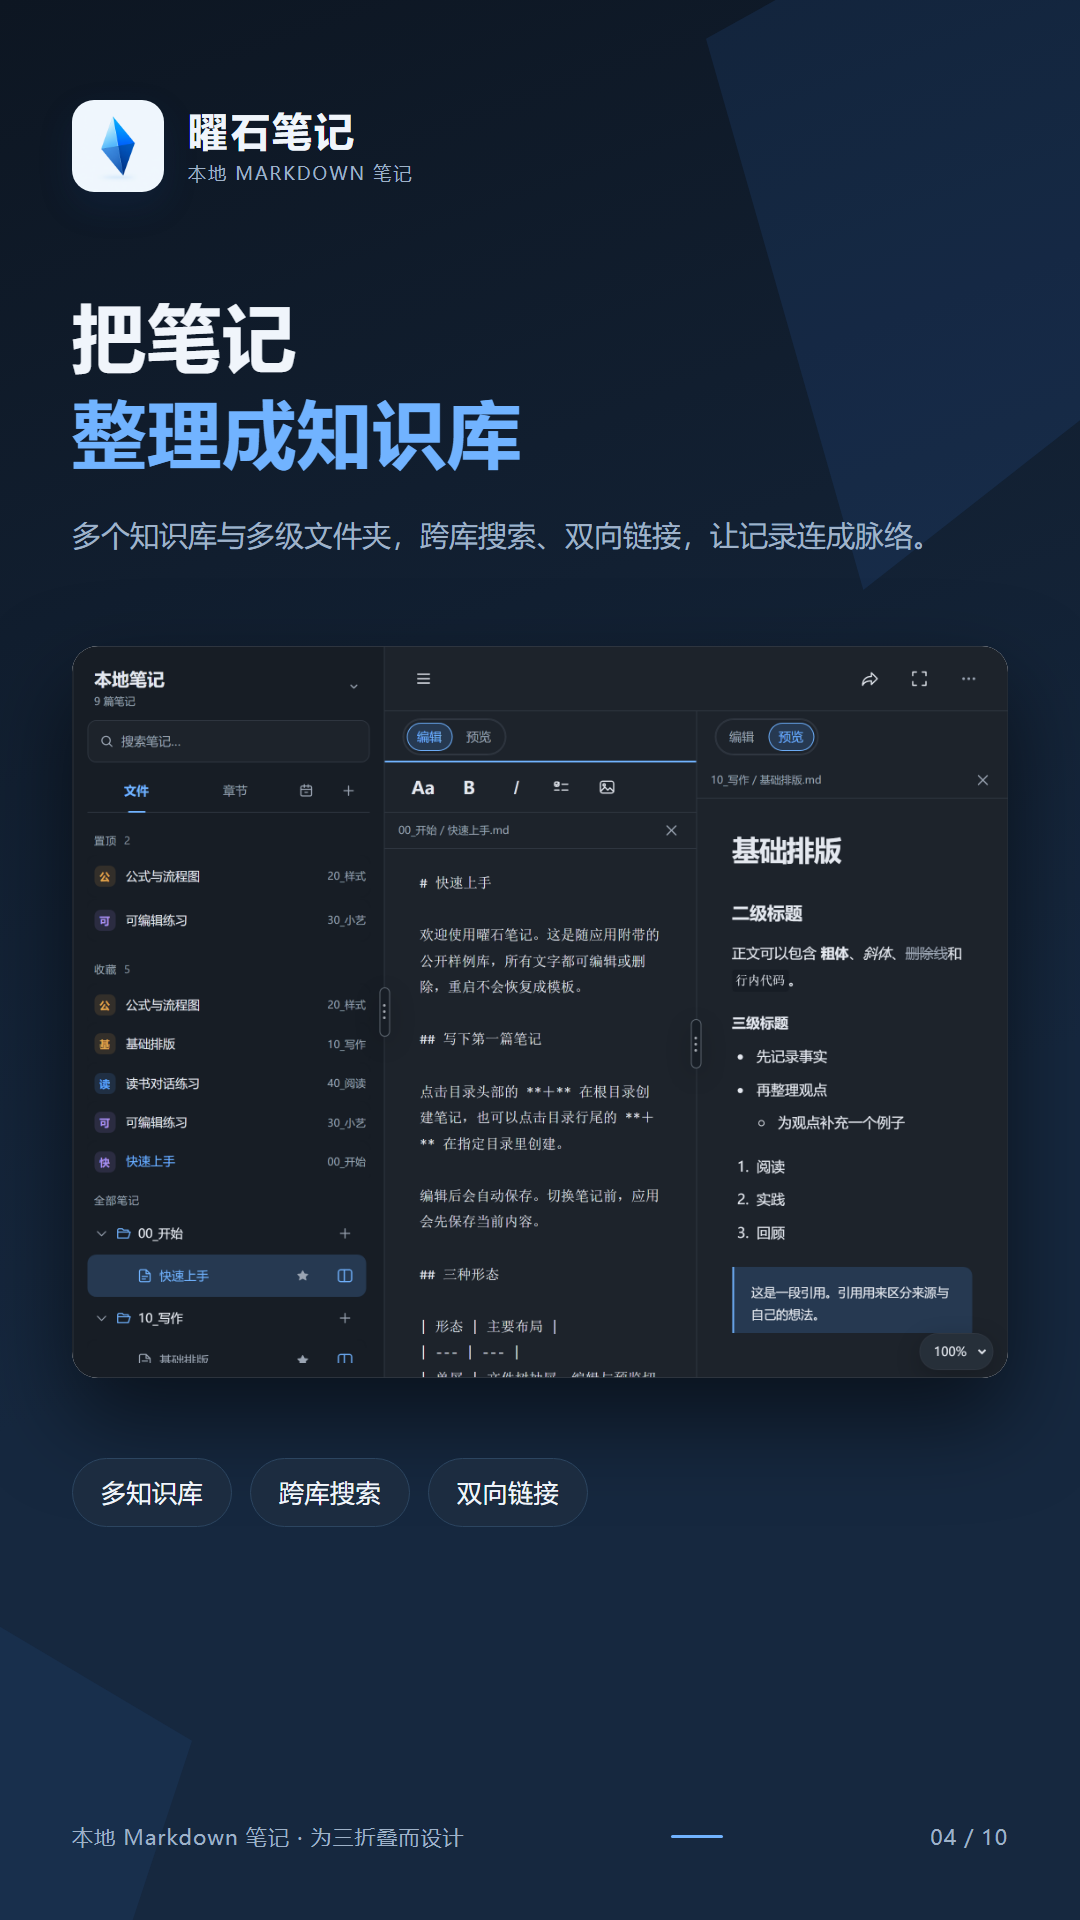 曜石笔记
本地 MARKDOWN 笔记
把笔记
整理成知识库
多个知识库与多级文件夹，跨库搜索、双向链接，让记录连成脉络。
本地笔记
9 篇笔记
搜索笔记...
文件 章节
置顶 2
公 公式与流程图 20_样式
可 可编辑练习 30_小艺
收藏 5
公 公式与流程图 20_样式
基 基础排版 10_写作
读 读书对话练习 40_阅读
可 可编辑练习 30_小艺
快 快速上手 00_开始
全部笔记
00_开始
快速上手
10_写作
基础排版
编辑 预览
Aa B I
00_开始 / 快速上手.md
# 快速上手
欢迎使用曜石笔记。这是随应用附带的
公开样例库，所有文字都可编辑或删
除，重启不会恢复成模板。
## 写下第一篇笔记
点击目录头部的 **＋** 在根目录创
建笔记，也可以点击目录行尾的 **＋
** 在指定目录里创建。
编辑后会自动保存。切换笔记前，应用
会先保存当前内容。
## 三种形态
| 形态 | 主要布局 |
| --- | --- |
| 单屏 | 文件树抽屉、编辑与预览切
编辑 预览
10_写作 / 基础排版.md
基础排版
二级标题
正文可以包含 粗体、斜体、删除线和
行内代码。
三级标题
• 先记录事实
• 再整理观点
◦ 为观点补充一个例子
1. 阅读
2. 实践
3. 回顾
这是一段引用。引用用来区分来源与
自己的想法。
100%
多知识库 跨库搜索 双向链接
本地 Markdown 笔记 · 为三折叠而设计
04 / 10